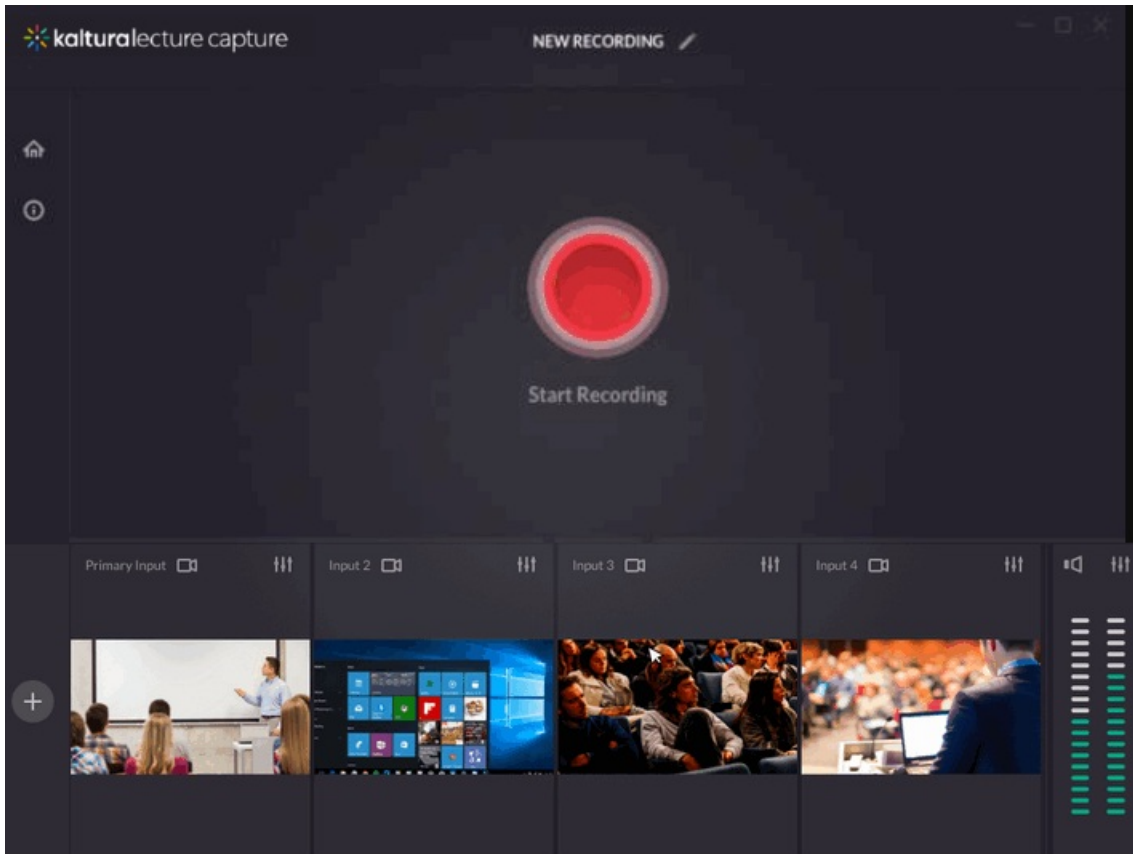 kalturalecture capture
NEW RECORDING
Start Recording
Primary Input
Input 2
Input 3
Input 4